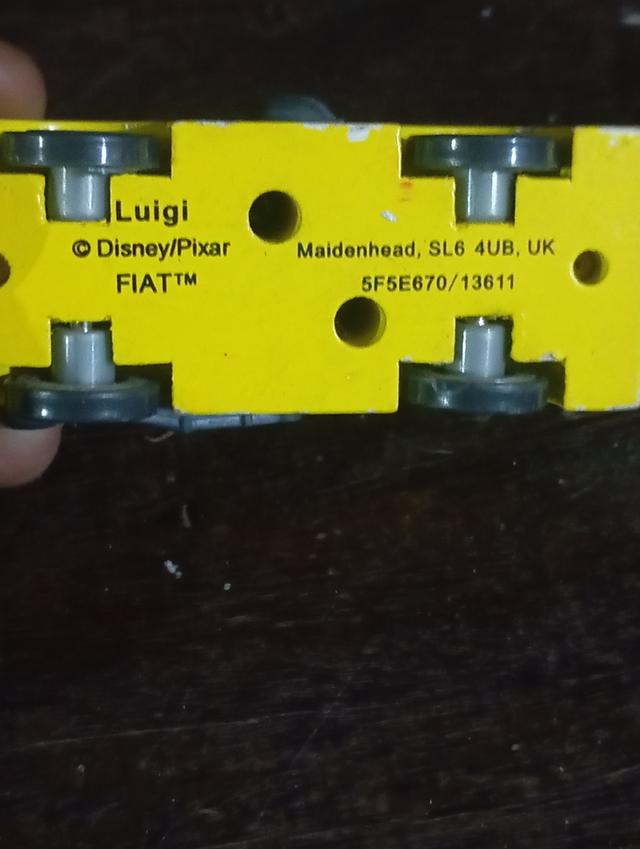 Luigi
© Disney/Pixar
FIAT™
Maidenhead, SL6 4UB, UK
5F5E670/13611